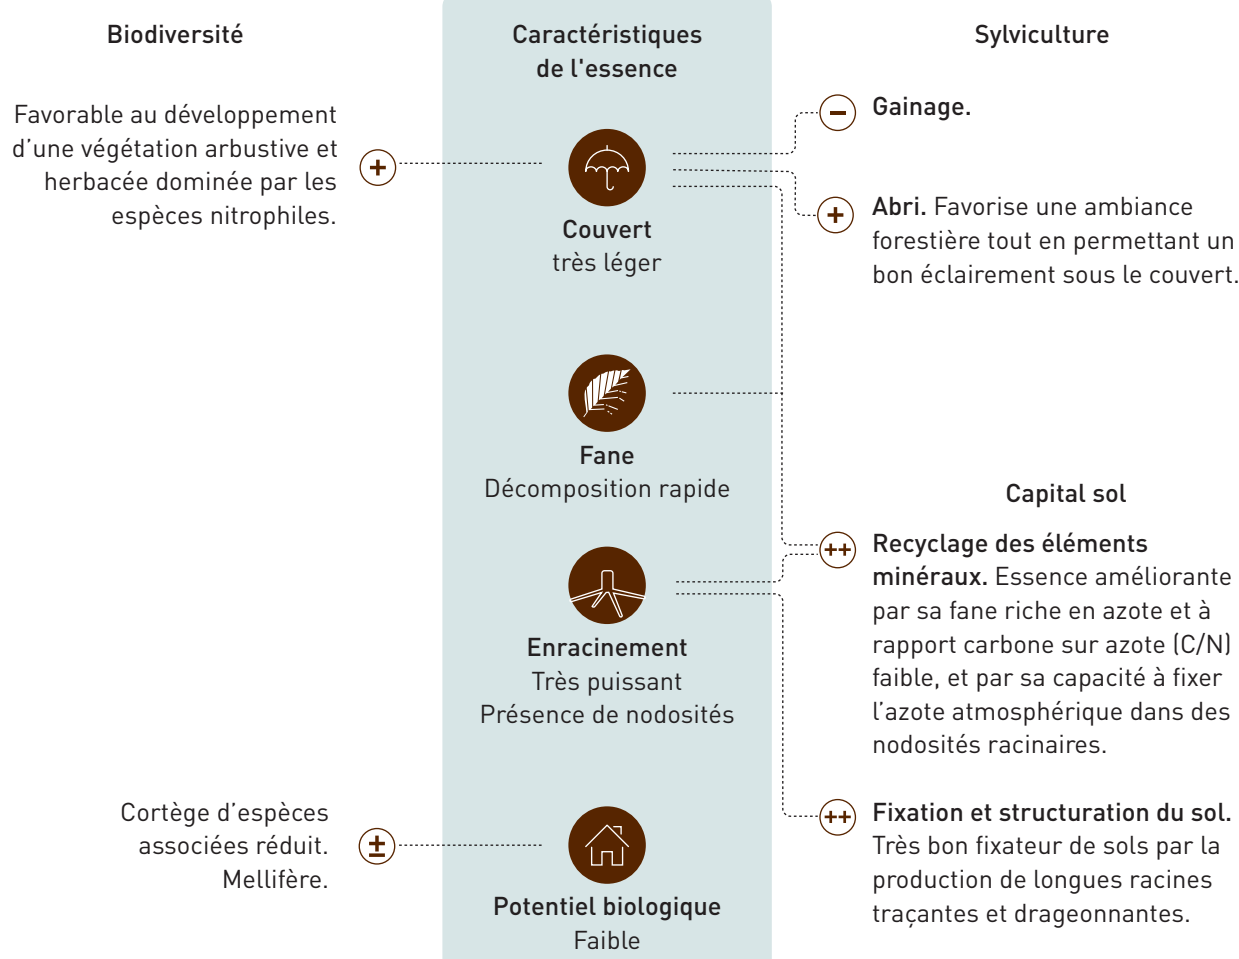 Biodiversité
Favorable au développement
d’une végétation arbustive et
herbacée dominée par les
espèces nitrophiles.
+
Cortège d’espèces
associées réduit.
Mellifère.
±
Caractéristiques
de l'essence
Couvert
très léger
Fane
Décomposition rapide
Enracinement
Très puissant
Présence de nodosités
Potentiel biologique
Faible
Sylviculture
−
Gainage.
+
Abri. Favorise une ambiance
forestière tout en permettant un
bon éclairement sous le couvert.
Capital sol
++
Recyclage des éléments
minéraux. Essence améliorante
par sa fane riche en azote et à
rapport carbone sur azote (C/N)
faible, et par sa capacité à fixer
l’azote atmosphérique dans des
nodosités racinaires.
++
Fixation et structuration du sol.
Très bon fixateur de sols par la
production de longues racines
traçantes et drageonnantes.